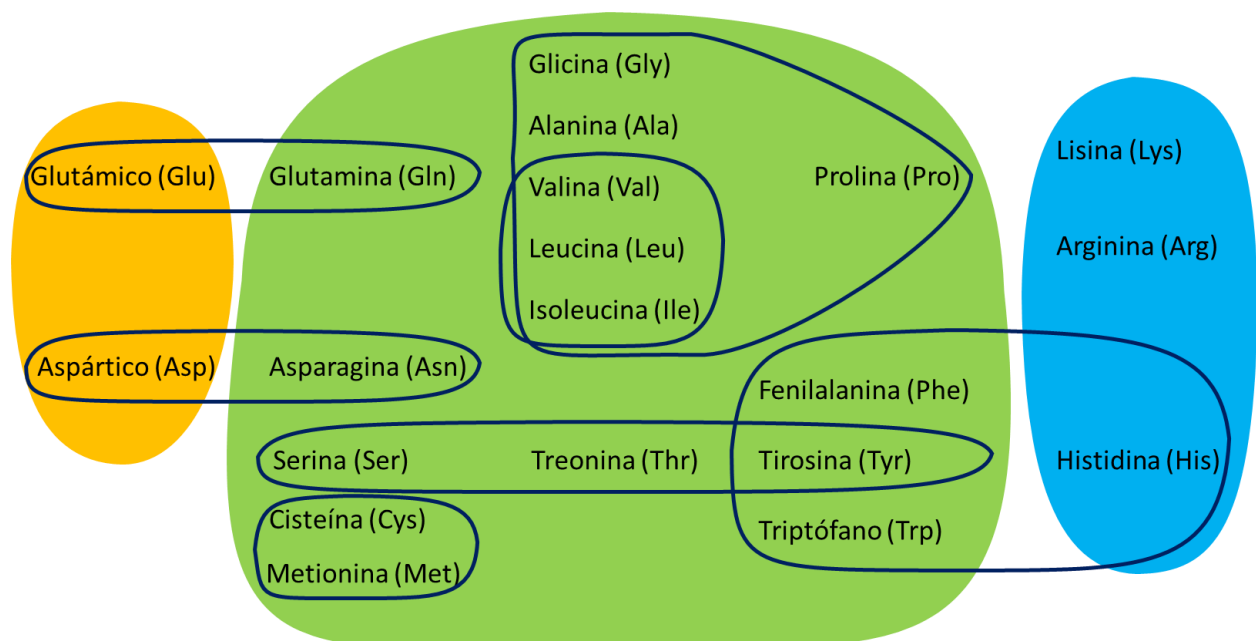 Glicina (Gly)
Alanina (Ala)
Lisina (Lys)
Glutámico (Glu)
Glutamina (Gln)
Valina (Val)
Prolina (Pro)
Leucina (Leu)
Arginina (Arg)
Isoleucina (Ile)
Aspártico (Asp)
Asparagina (Asn)
Fenilalanina (Phe)
Serina (Ser)
Treonina (Thr)
Tirosina (Tyr)
Histidina (His)
Cisteína (Cys)
Triptófano (Trp)
Metionina (Met)